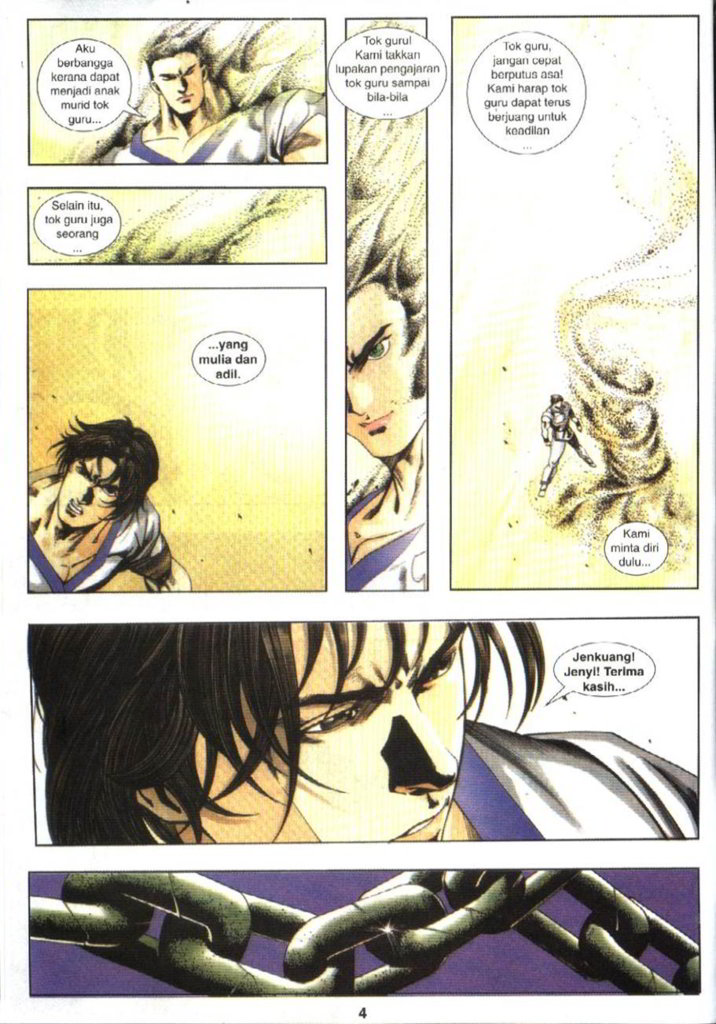 Aku
berbangga
kerana dapat
menjadi anak
murid tok
guru...
Selain itu,
tok guru juga
seorang
...
...yang
mulia dan
adil.
Tok guru!
Kami takkan
lupakan pengajaran
tok guru sampai
bila-bila
...
Tok guru,
jangan cepat
berputus asa!
Kami harap tok
guru dapat terus
berjuang untuk
keadilan
...
Kami
minta diri
dulu...
Jenkuang!
Jenyi! Terima
kasih...
4